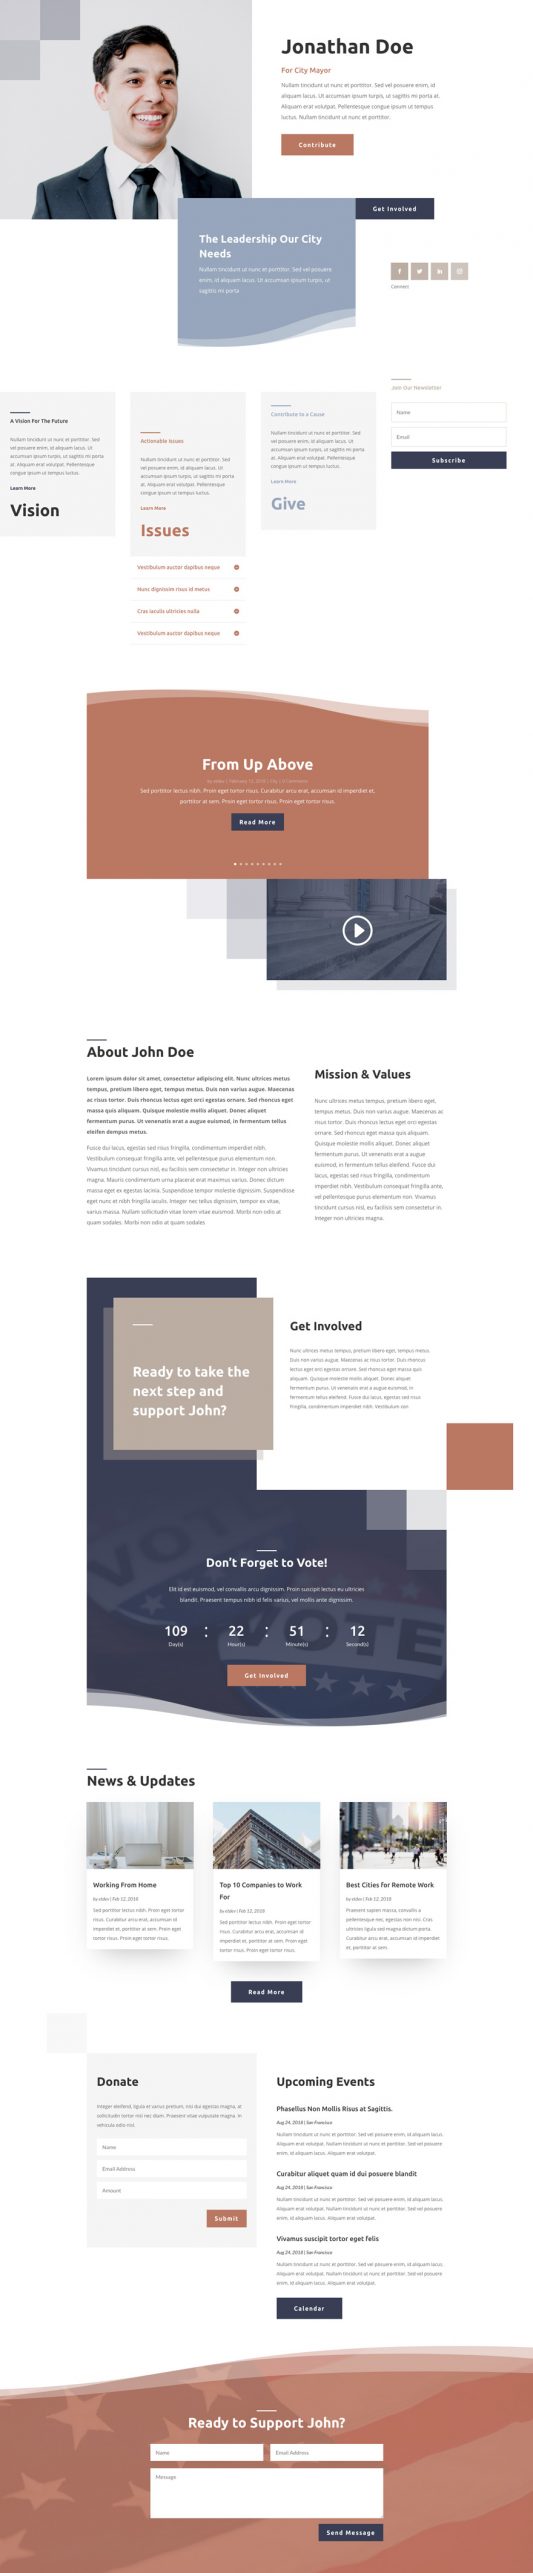 Jonathan Doe
For City Mayor
Nullam tincidunt ut nunc et porttitor. Sed vel posuere enim, id
aliquam lacus. Ut accumsan ipsum turpis, ut sagittis mi porta at.
Aliquam erat volutpat. Pellentesque congue ipsum ut tempus
luctus. Nullam tincidunt ut nunc et porttitor.
Contribute
Get Involved
The Leadership Our City
Needs
Nullam tincidunt ut nunc et porttitor. Sed vel posuere
enim, id aliquam lacus. Ut accumsan ipsum turpis, ut
sagittis mi porta
Connect
Join Our Newsletter
Name
Email
Subscribe
A Vision For The Future
Nullam tincidunt ut nunc et porttitor. Sed
vel posuere enim, id aliquam lacus. Ut
accumsan ipsum turpis, ut sagittis mi porta
at. Aliquam erat volutpat. Pellentesque
congue ipsum ut tempus luctus.
Learn More
Vision
Actionable Issues
Nullam tincidunt ut nunc et porttitor. Sed
vel posuere enim, id aliquam lacus. Ut
accumsan ipsum turpis, ut sagittis mi porta
at. Aliquam erat volutpat. Pellentesque
congue ipsum ut tempus luctus.
Learn More
Issues
Vestibulum auctor dapibus neque
Nunc dignissim risus id metus
Cras iaculis ultricies nulla
Vestibulum auctor dapibus neque
Contribute to a Cause
Nullam tincidunt ut nunc et porttitor. Sed
vel posuere enim, id aliquam lacus. Ut
accumsan ipsum turpis, ut sagittis mi porta
at. Aliquam erat volutpat. Pellentesque
congue ipsum ut tempus luctus.
Learn More
Give
From Up Above
by eldev | February 12, 2018 | City | 0 Comments
Sed porttitor lectus nibh. Proin eget tortor risus. Curabitur arcu erat, accumsan id imperdiet et,
porttitor at sem. Proin eget tortor risus. Proin eget tortor risus.
Read More
About John Doe
Lorem ipsum dolor sit amet, consectetur adipiscing elit. Nunc ultrices metus
tempus, pretium libero eget, tempus metus. Duis non varius augue. Maecenas
ac risus tortor. Duis rhoncus lectus eget orci egestas ornare. Sed rhoncus eget
massa quis aliquam. Quisque molestie mollis aliquet. Donec aliquet
fermentum purus. Ut venenatis erat a augue euismod, in fermentum tellus
eleifen dempus metus.
Fusce dui lacus, egestas sed risus fringilla, condimentum imperdiet nibh.
Vestibulum consequat fringilla ante, vel pellentesque purus elementum non.
Vivamus tincidunt cursus nisl, eu facilisis sem consectetur in. Integer non ultricies
magna. Mauris condimentum urna placerat erat maximus varius. Donec dictum
massa eget ex egestas lacinia. Suspendisse tempor molestie dignissim. Suspendisse
eget nunc et nibh fringilla iaculis. Integer nec tellus dignissim, tempor ex vitae,
varius massa. Nullam sollicitudin vitae lorem vitae euismod. Morbi non odio at
quam sodales. Morbi non odio at quam sodales
Mission & Values
Nunc ultrices metus tempus, pretium libero eget,
tempus metus. Duis non varius augue. Maecenas ac
risus tortor. Duis rhoncus lectus eget orci egestas
ornare. Sed rhoncus eget massa quis aliquam.
Quisque molestie mollis aliquet. Donec aliquet
fermentum purus. Ut venenatis erat a augue
euismod, in fermentum tellus eleifend. Fusce dui
lacus, egestas sed risus fringilla, condimentum
imperdiet nibh. Vestibulum consequat fringilla ante,
vel pellentesque purus elementum non. Vivamus
tincidunt cursus nisl, eu facilisis sem consectetur in.
Integer non ultricies magna.
Ready to take the
next step and
support John?
Get Involved
Nunc ultrices metus tempus, pretium libero eget, tempus metus.
Duis non varius augue. Maecenas ac risus tortor. Duis rhoncus
lectus eget orci egestas ornare. Sed rhoncus eget massa quis
aliquam. Quisque molestie mollis aliquet. Donec aliquet
fermentum purus. Ut venenatis erat a augue euismod, in
fermentum tellus eleifend. Fusce dui lacus, egestas sed risus
fringilla, condimentum imperdiet nibh. Vestibulum con
VOTE
VOTE
Don't Forget to Vote!
Elit id est euismod, vel convallis arcu dignissim. Proin suscipit lectus eu ultricies
blandit. Praesent tempus nibh id felis varius, vel mollis ante dignissim.
109 : 22 : 51 : 12
Day(s) Hour(s) Minute(s) Second(s)
Get Involved
News & Updates
Working From Home
by eldev | Feb 12, 2018
Sed porttitor lectus nibh. Proin eget tortor
risus. Curabitur arcu erat, accumsan id
imperdiet et, porttitor at sem. Proin eget
tortor risus. Proin eget tortor risus.
Top 10 Companies to Work
For
by eldev | Feb 12, 2018
Sed porttitor lectus nibh. Proin eget tortor
risus. Curabitur arcu erat, accumsan id
imperdiet et, porttitor at sem. Proin eget
tortor risus. Proin eget tortor risus.
Best Cities for Remote Work
by eldev | Feb 12, 2018
Praesent sapien massa, convallis a
pellentesque nec, egestas non nisi. Cras
ultricies ligula sed magna dictum porta.
Curabitur arcu erat, accumsan id imperdiet
et, porttitor at sem.
Read More
Donate
Integer eleifend, ligula et varius pretium, nisi dui egestas magna, at
sollicitudin tortor nisi nec diam. Praesent vitae vulputate magna. In
vehicula odio nisl.
Name
Email Address
Amount
Submit
Upcoming Events
Phasellus Non Mollis Risus at Sagittis.
Aug 24, 2018 | San Francisco
Nullam tincidunt ut nunc et porttitor. Sed vel posuere enim, id aliquam lacus.
Aliquam erat volutpat. Nullam tincidunt ut nunc et porttitor. Sed vel posuere
enim, id aliquam lacus. Aliquam erat volutpat.
Curabitur aliquet quam id dui posuere blandit
Aug 24, 2018 | San Francisco
Nullam tincidunt ut nunc et porttitor. Sed vel posuere enim, id aliquam lacus.
Aliquam erat volutpat. Nullam tincidunt ut nunc et porttitor. Sed vel posuere
enim, id aliquam lacus. Aliquam erat volutpat.
Vivamus suscipit tortor eget felis
Aug 24, 2018 | San Francisco
Nullam tincidunt ut nunc et porttitor. Sed vel posuere enim, id aliquam lacus.
Aliquam erat volutpat. Nullam tincidunt ut nunc et porttitor. Sed vel posuere
enim, id aliquam lacus. Aliquam erat volutpat.
Calendar
Ready to Support John?
Name
Email Address
Message
Send Message